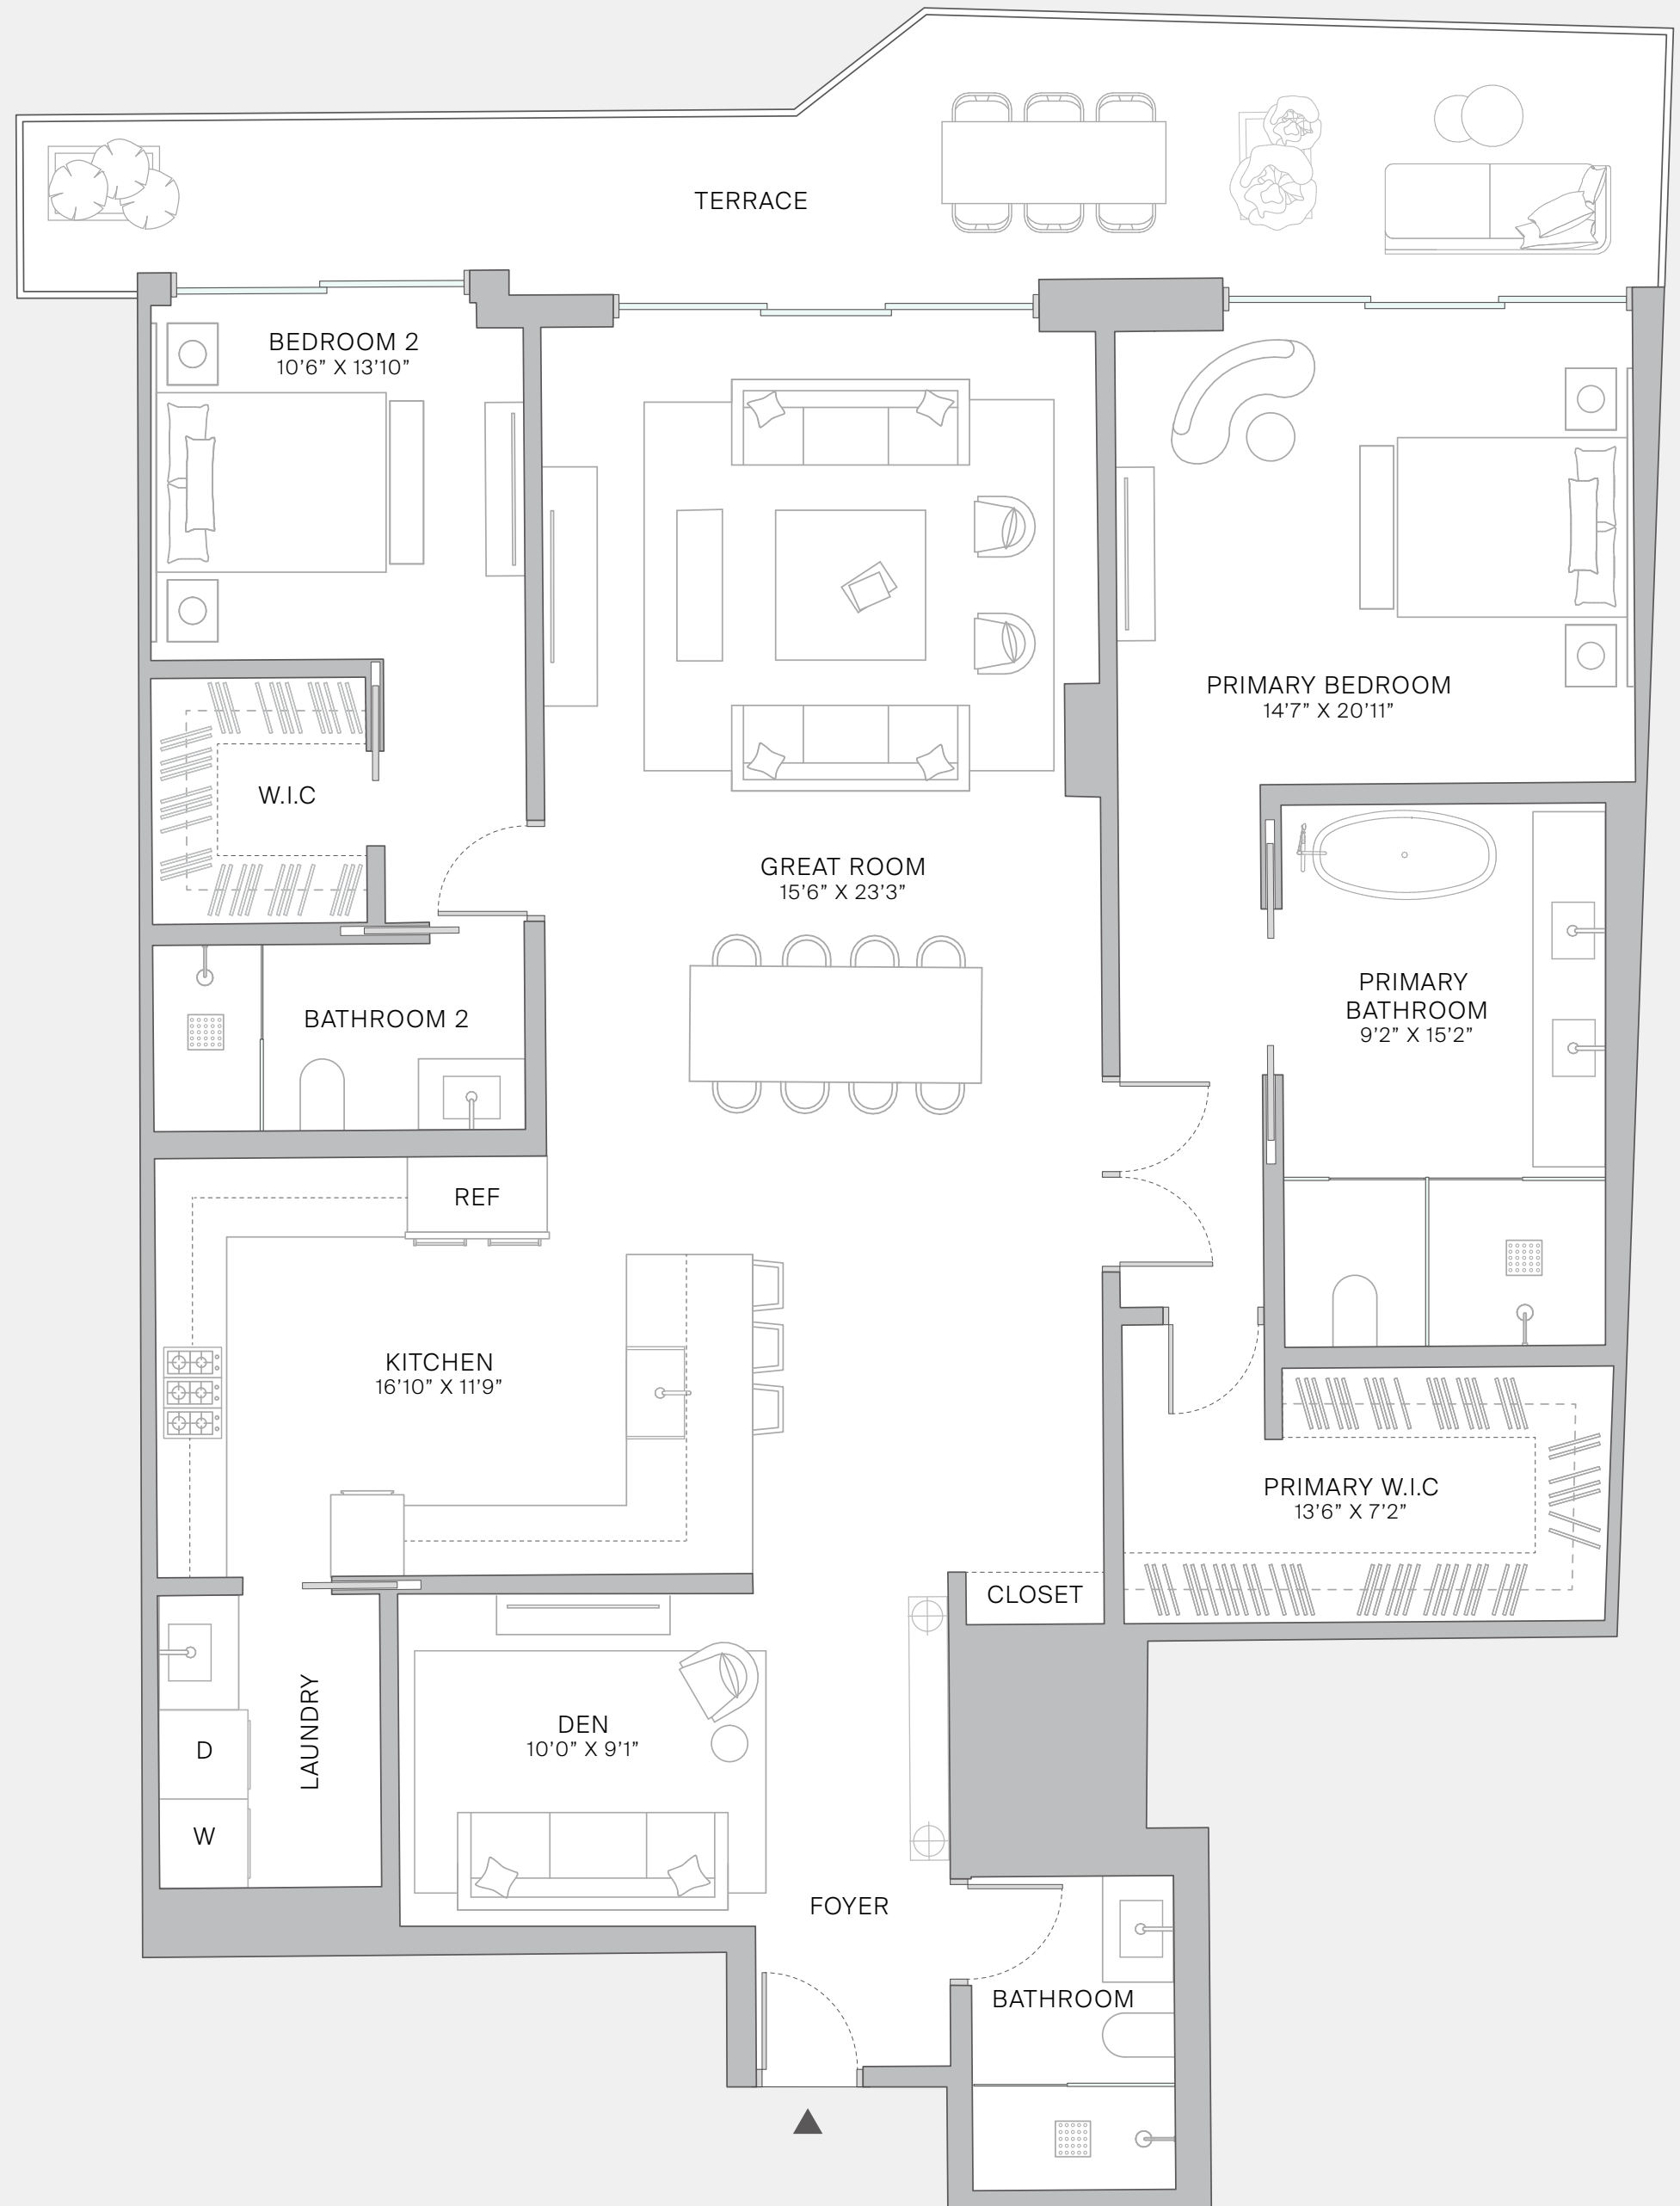 TERRACE
BEDROOM 2
10’6” X 13’10”
PRIMARY BEDROOM
14’7” X 20’11”
W.I.C
GREAT ROOM
15’6” X 23’3”
PRIMARY
BATHROOM
9’2” X 15’2”
BATHROOM 2
REF
KITCHEN
16’10” X 11’9”
PRIMARY W.I.C
13’6” X 7’2”
CLOSET
LAUNDRY
DEN
10’0” X 9’1”
D
W
FOYER
BATHROOM